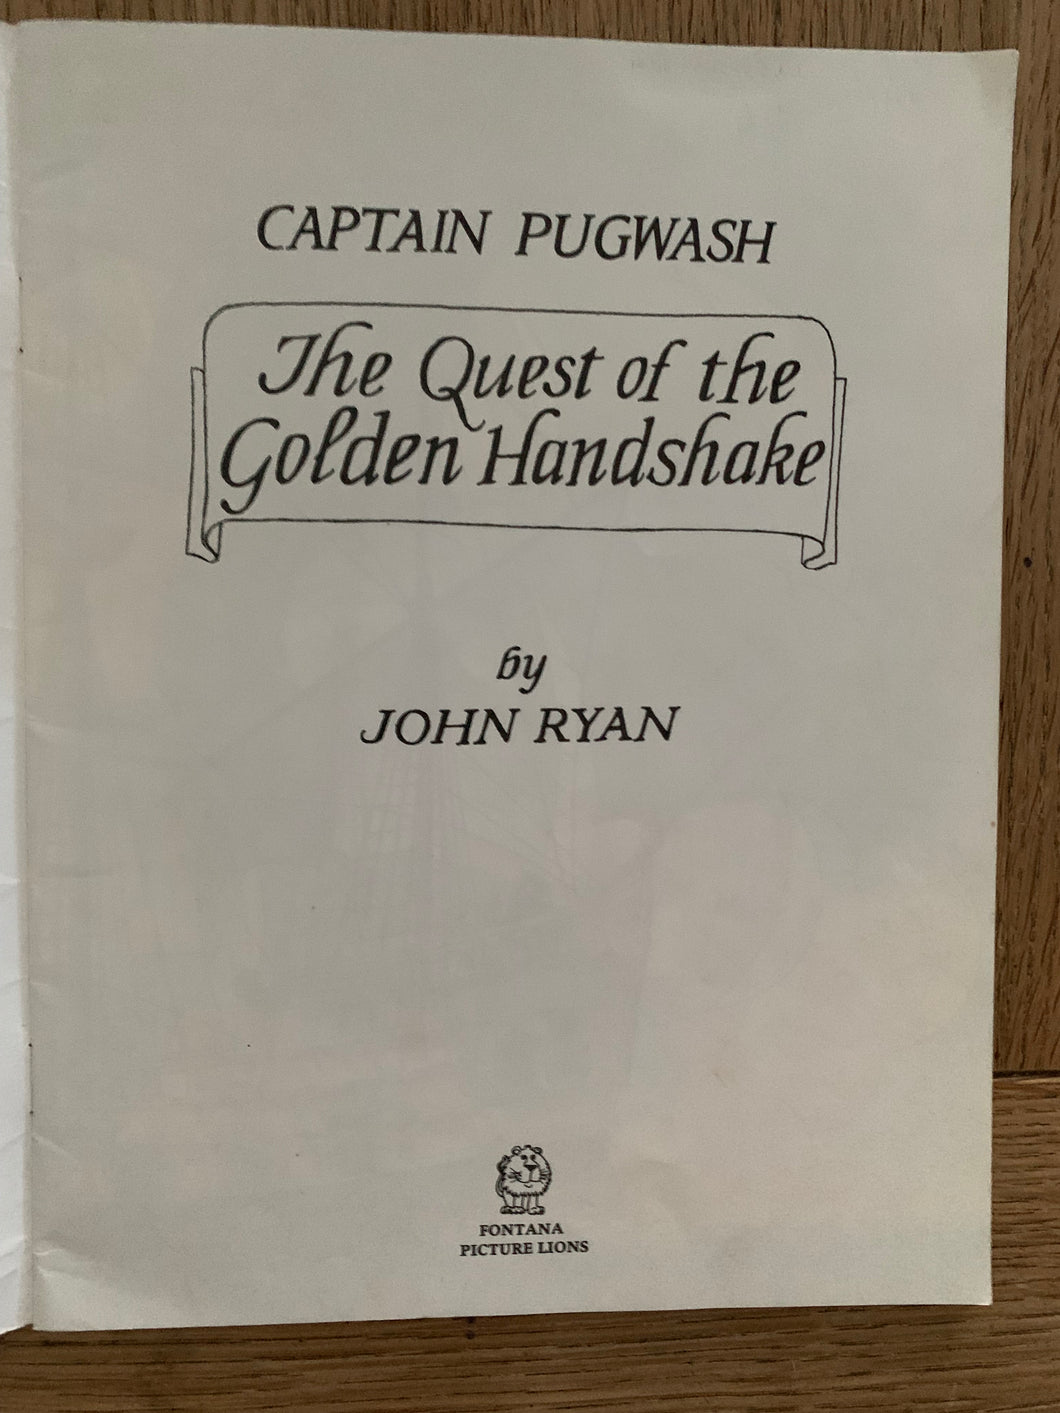 CAPTAIN PUGWASH
The Quest of the
Golden Handshake
by
JOHN RYAN
FONTANA
PICTURE LIONS